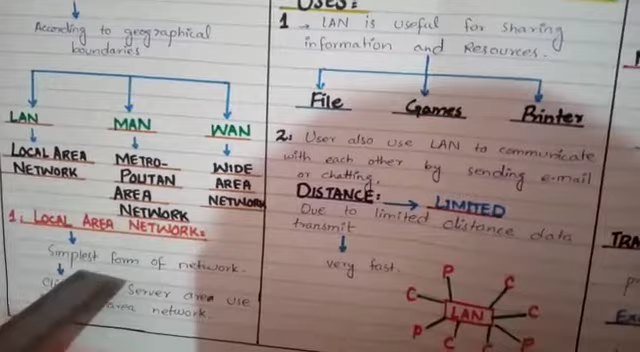 According to geographical
boundaries
LAN
MAN
WAN
LOCAL AREA
NETWORK
METRO-
POLITAN
AREA
NETWORK
WIDE
AREA
NETWORK
1. LOCAL AREA NETWORK:
Simplest form of network.
Server area use
area network.
USES:
1 → LAN is useful for sharing
information and Resources.
File
Games
Printer
2. User also use LAN to communicate
with each other by sending e-mail
or chatting.
DISTANCE: → LIMITED
Due to limited distance data
transmit
very fast.
P
C
C
LAN
C
P
C
C
P
TRA